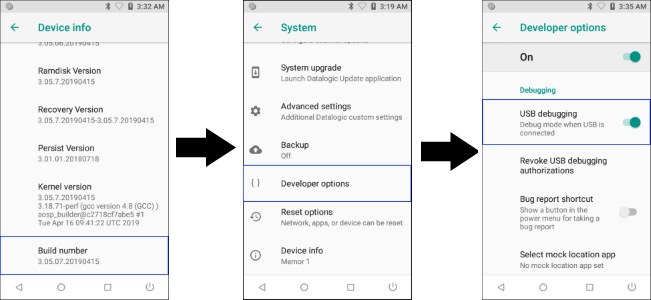 3:32 AM
Device info
3.05.06.20190415
Ramdisk Version
3.05.7.20190415
Recovery Version
3.05.7.20190415-3.05.7.20190415
Persist Version
3.01.01.20180718
Kernel version
3.05.7.20190415
3.18.71-perf (gcc version 4.8 (GCC) )
aosp_builder@c2718cf7abe5 #1
Tue Apr 16 09:41:22 UTC 2019
Build number
3.05.07.20190415
3:19 AM
System
System upgrade
Launch Datalogic Update application
Advanced settings
Additional Datalogic custom settings
Backup
Off
{ } Developer options
Reset options
Network, apps, or device can be reset
Device info
Memor 1
3:35 AM
Developer options
On
Debugging
USB debugging
Debug mode when USB is
connected
Revoke USB debugging
authorizations
Bug report shortcut
Show a button in the
power menu for taking a
bug report
Select mock location app
No mock location app set